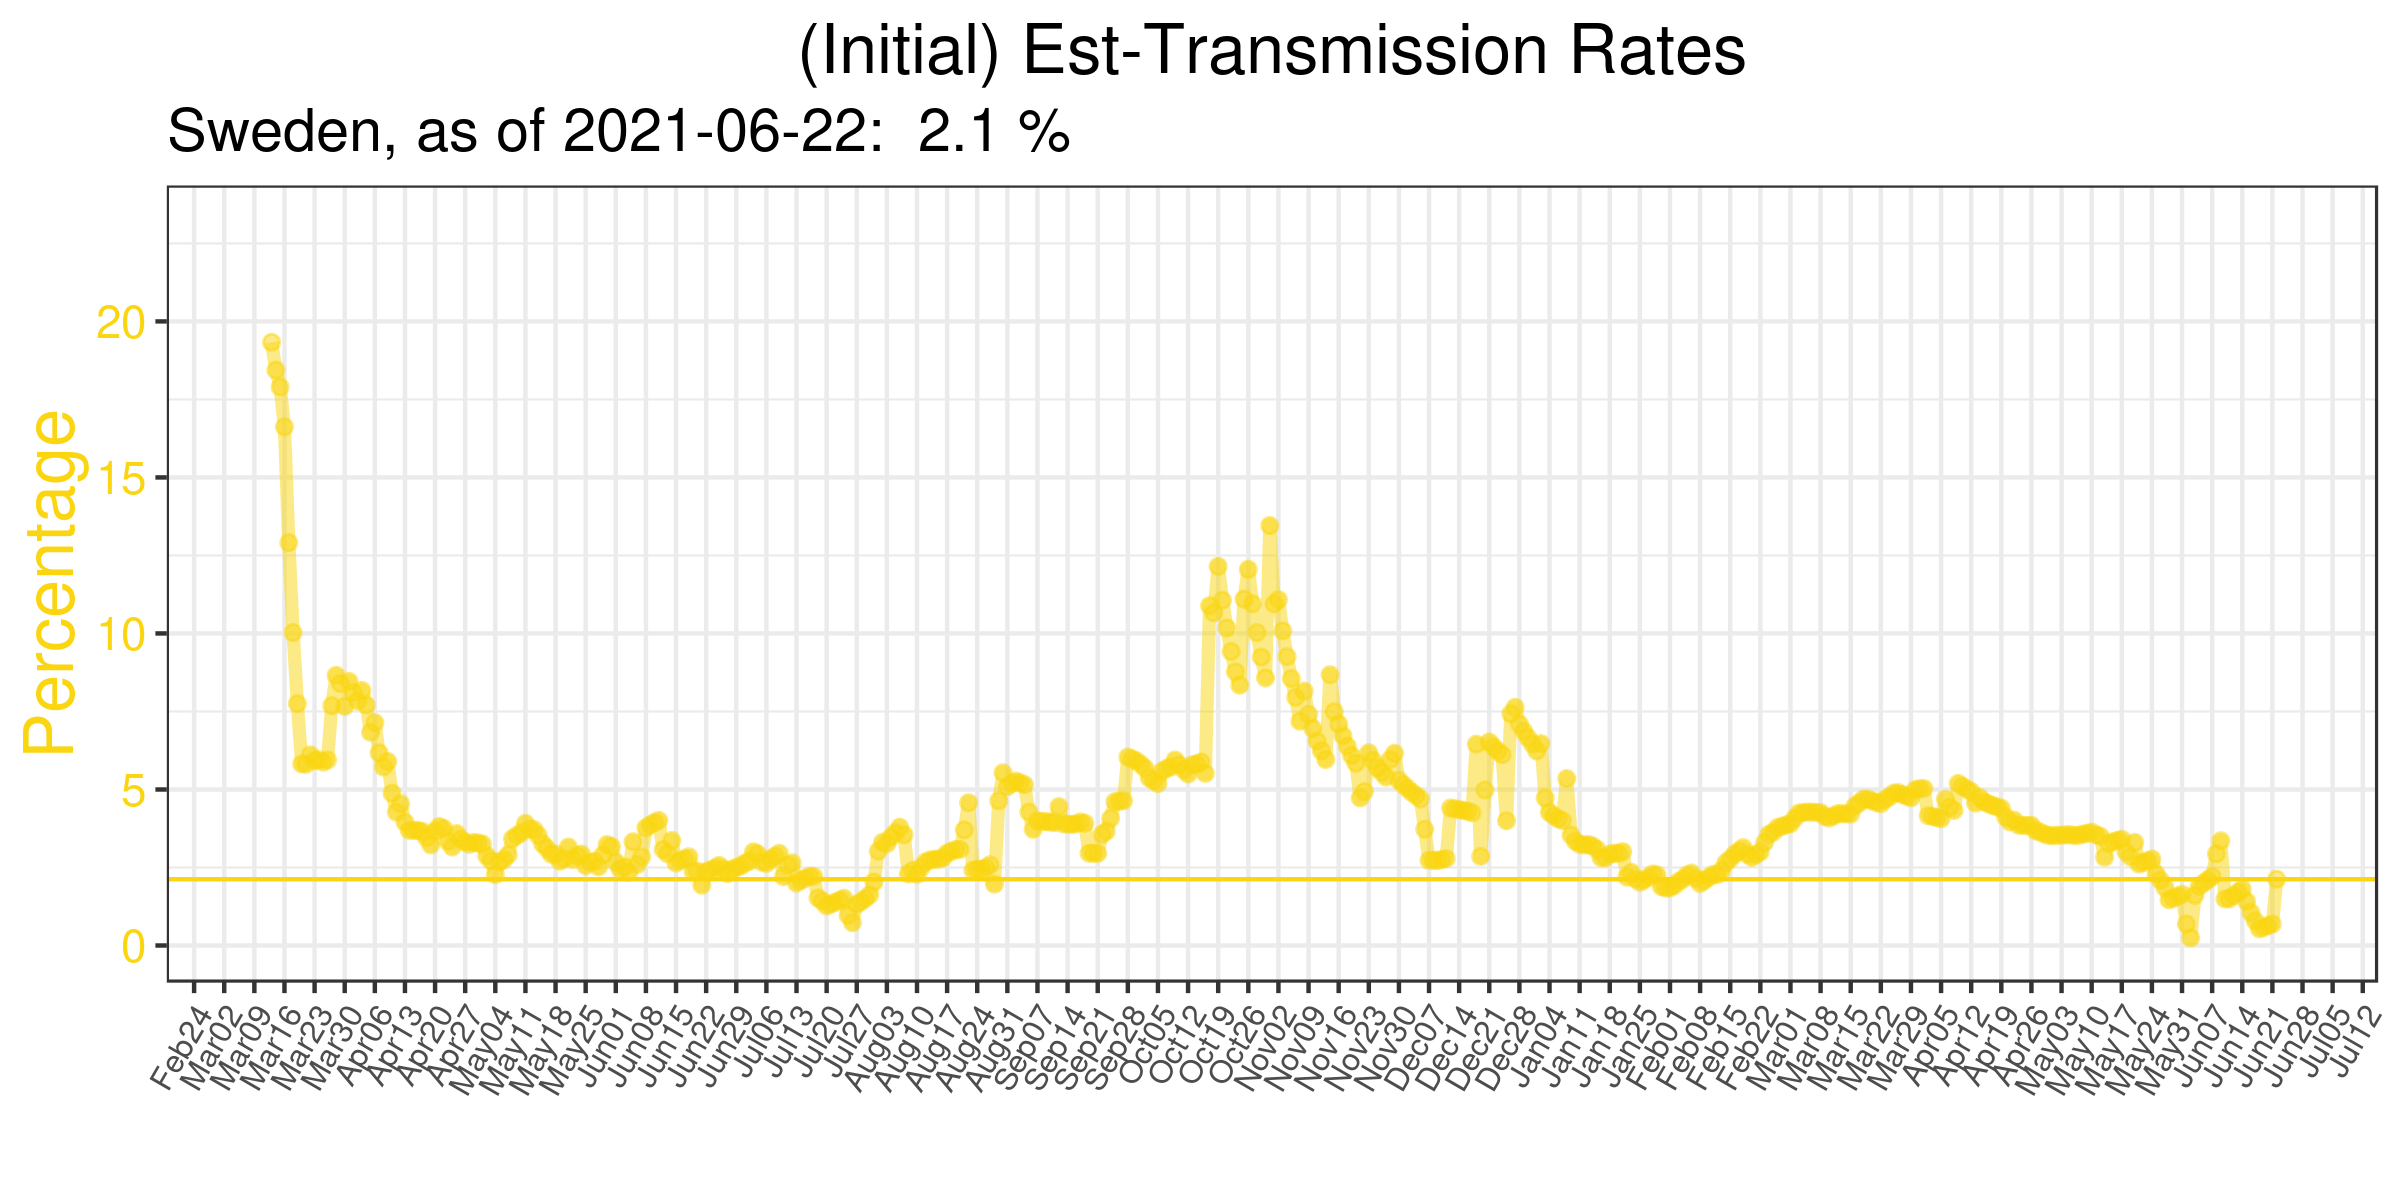 (Initial) Est-Transmission Rates
Sweden, as of 2021-06-22:  2.1 %
Percentage
20
15
10
5
0
Feb24
Mar02
Mar09
Mar16
Mar23
Mar30
Apr06
Apr13
Apr20
Apr27
May04
May11
May18
May25
Jun01
Jun08
Jun15
Jun22
Jun29
Jul06
Jul13
Jul20
Jul27
Aug03
Aug10
Aug17
Aug24
Aug31
Sep07
Sep14
Sep21
Sep28
Oct05
Oct12
Oct19
Oct26
Nov02
Nov09
Nov16
Nov23
Nov30
Dec07
Dec14
Dec21
Dec28
Dec04
Jan11
Jan18
Jan25
Feb01
Feb08
Feb15
Feb22
Mar01
Mar08
Mar15
Mar22
Mar29
Apr05
Apr12
Apr19
Apr26
May03
May10
May17
May24
May31
May07
Jun14
Jun21
Jun28
Jul05
Jul12